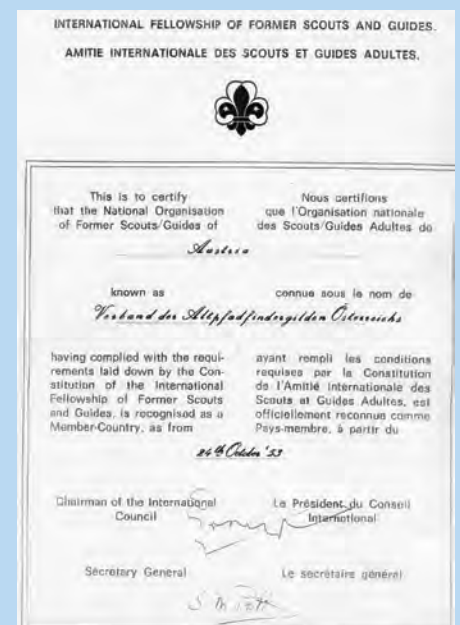 INTERNATIONAL FELLOWSHIP OF FORMER SCOUTS AND GUIDES.
AMITIE INTERNATIONALE DES SCOUTS ET GUIDES ADULTES.
This is to certify
that the National Organisation
of Former Scouts/Guides of
Nous certifions
que l'Organisation nationale
des Scouts/Guides Adultes de
Austria
known as
connue sous le nom de
Verband der Altpfadfindergilden Österreichs
having complied with the requi-
rements laid down by the Con-
stitution of the International
Fellowship of Former Scouts
and Guides, is recognised as a
Member-Country, as from
ayant rempli les conditions
requises par la Constitution
de l'Amitié Internationale des
Scouts et Guides Adultes, est
officiellement reconnue comme
Pays-membre, à partir du
24th October '53
Chairman of the International
Council
Le Président du Conseil
International
Secretary General
Le secrétaire général